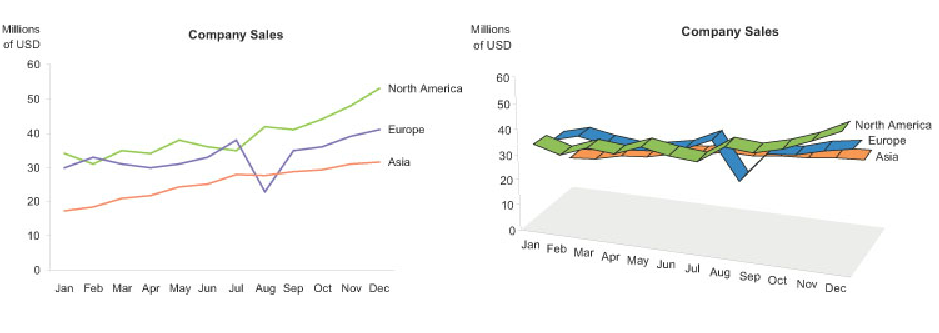 Millions
of USD
Company Sales
60
50
40
30
20
10
0
North America
Europe
Asia
Jan Feb Mar Apr May Jun Jul Aug Sep Oct Nov Dec
Millions
of USD
Company Sales
60
50
40
30
20
10
0
North America
Europe
Asia
Jan Feb Mar Apr May Jun Jul Aug Sep Oct Nov Dec